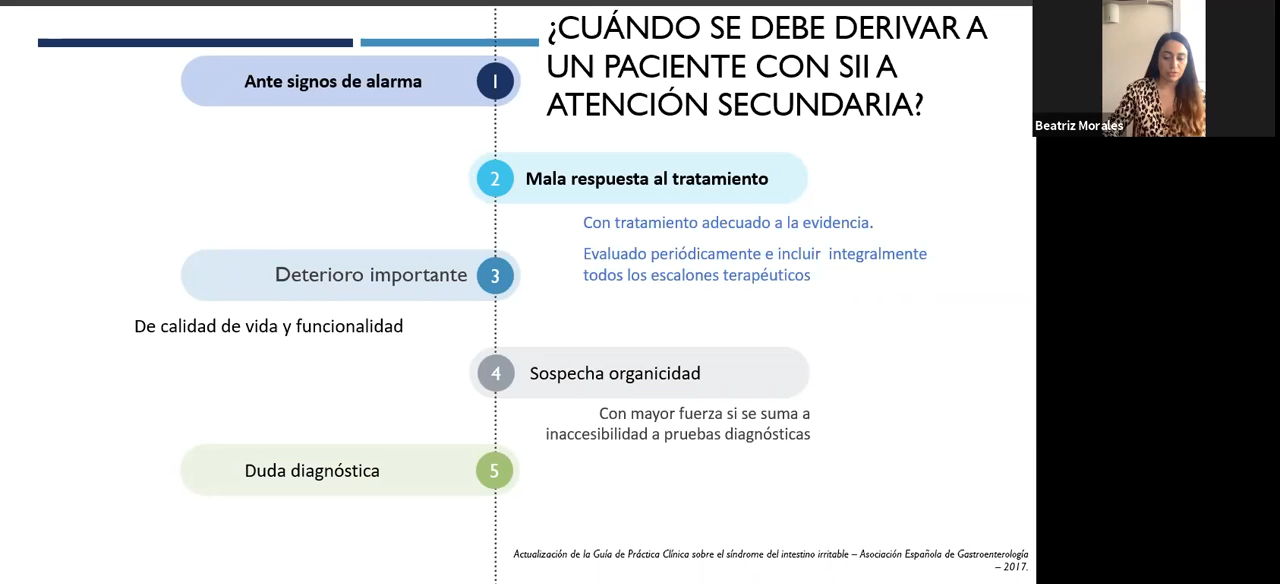 ¿CUÁNDO SE DEBE DERIVAR A
UN PACIENTE CON SII A
ATENCIÓN SECUNDARIA?
Ante signos de alarma
1
2
Mala respuesta al tratamiento
Con tratamiento adecuado a la evidencia.
Evaluado periódicamente e incluir integralmente
todos los escalones terapéuticos
Deterioro importante
3
De calidad de vida y funcionalidad
4
Sospecha organicidad
Con mayor fuerza si se suma a
inaccesibilidad a pruebas diagnósticas
Duda diagnóstica
5
Actualización de la Guía de Práctica Clínica sobre el síndrome del intestino irritable – Asociación Española de Gastroenterología
– 2017.
Beatriz Morales